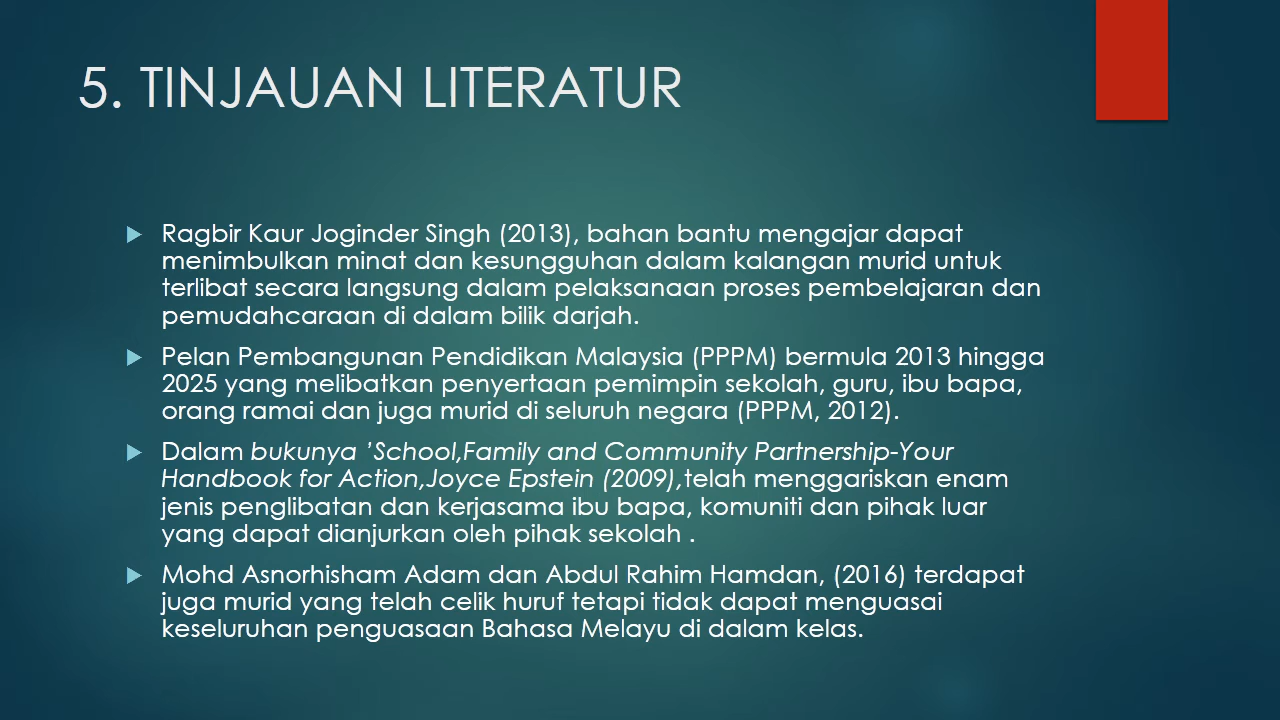 5. TINJAUAN LITERATUR
Ragbir Kaur Joginder Singh (2013), bahan bantu mengajar dapat
menimbulkan minat dan kesungguhan dalam kalangan murid untuk
terlibat secara langsung dalam pelaksanaan proses pembelajaran dan
pemudahcaraan di dalam bilik darjah.
Pelan Pembangunan Pendidikan Malaysia (PPPM) bermula 2013 hingga
2025 yang melibatkan penyertaan pemimpin sekolah, guru, ibu bapa,
orang ramai dan juga murid di seluruh negara (PPPM, 2012).
Dalam bukunya ’School,Family and Community Partnership-Your
Handbook for Action,Joyce Epstein (2009),telah menggariskan enam
jenis penglibatan dan kerjasama ibu bapa, komuniti dan pihak luar
yang dapat dianjurkan oleh pihak sekolah .
Mohd Asnorhisham Adam dan Abdul Rahim Hamdan, (2016) terdapat
juga murid yang telah celik huruf tetapi tidak dapat menguasai
keseluruhan penguasaan Bahasa Melayu di dalam kelas.